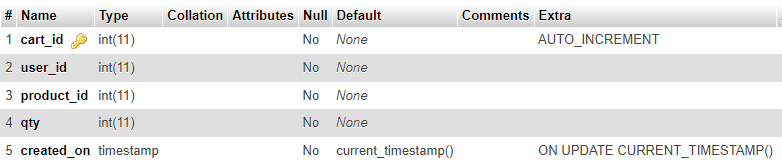 # Name Type Collation Attributes Null Default Comments Extra
1 cart_id int(11) No None AUTO_INCREMENT
2 user_id int(11) No None
3 product_id int(11) No None
4 qty int(11) No None
5 created_on timestamp No current_timestamp() ON UPDATE CURRENT_TIMESTAMP()